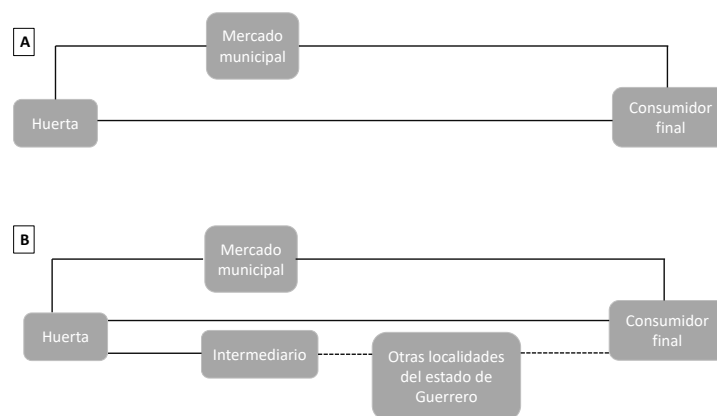 A
Mercado
municipal
Huerta
Consumidor
final
B
Mercado
municipal
Huerta
Consumidor
final
Intermediario
Otras localidades
del estado de
Guerrero